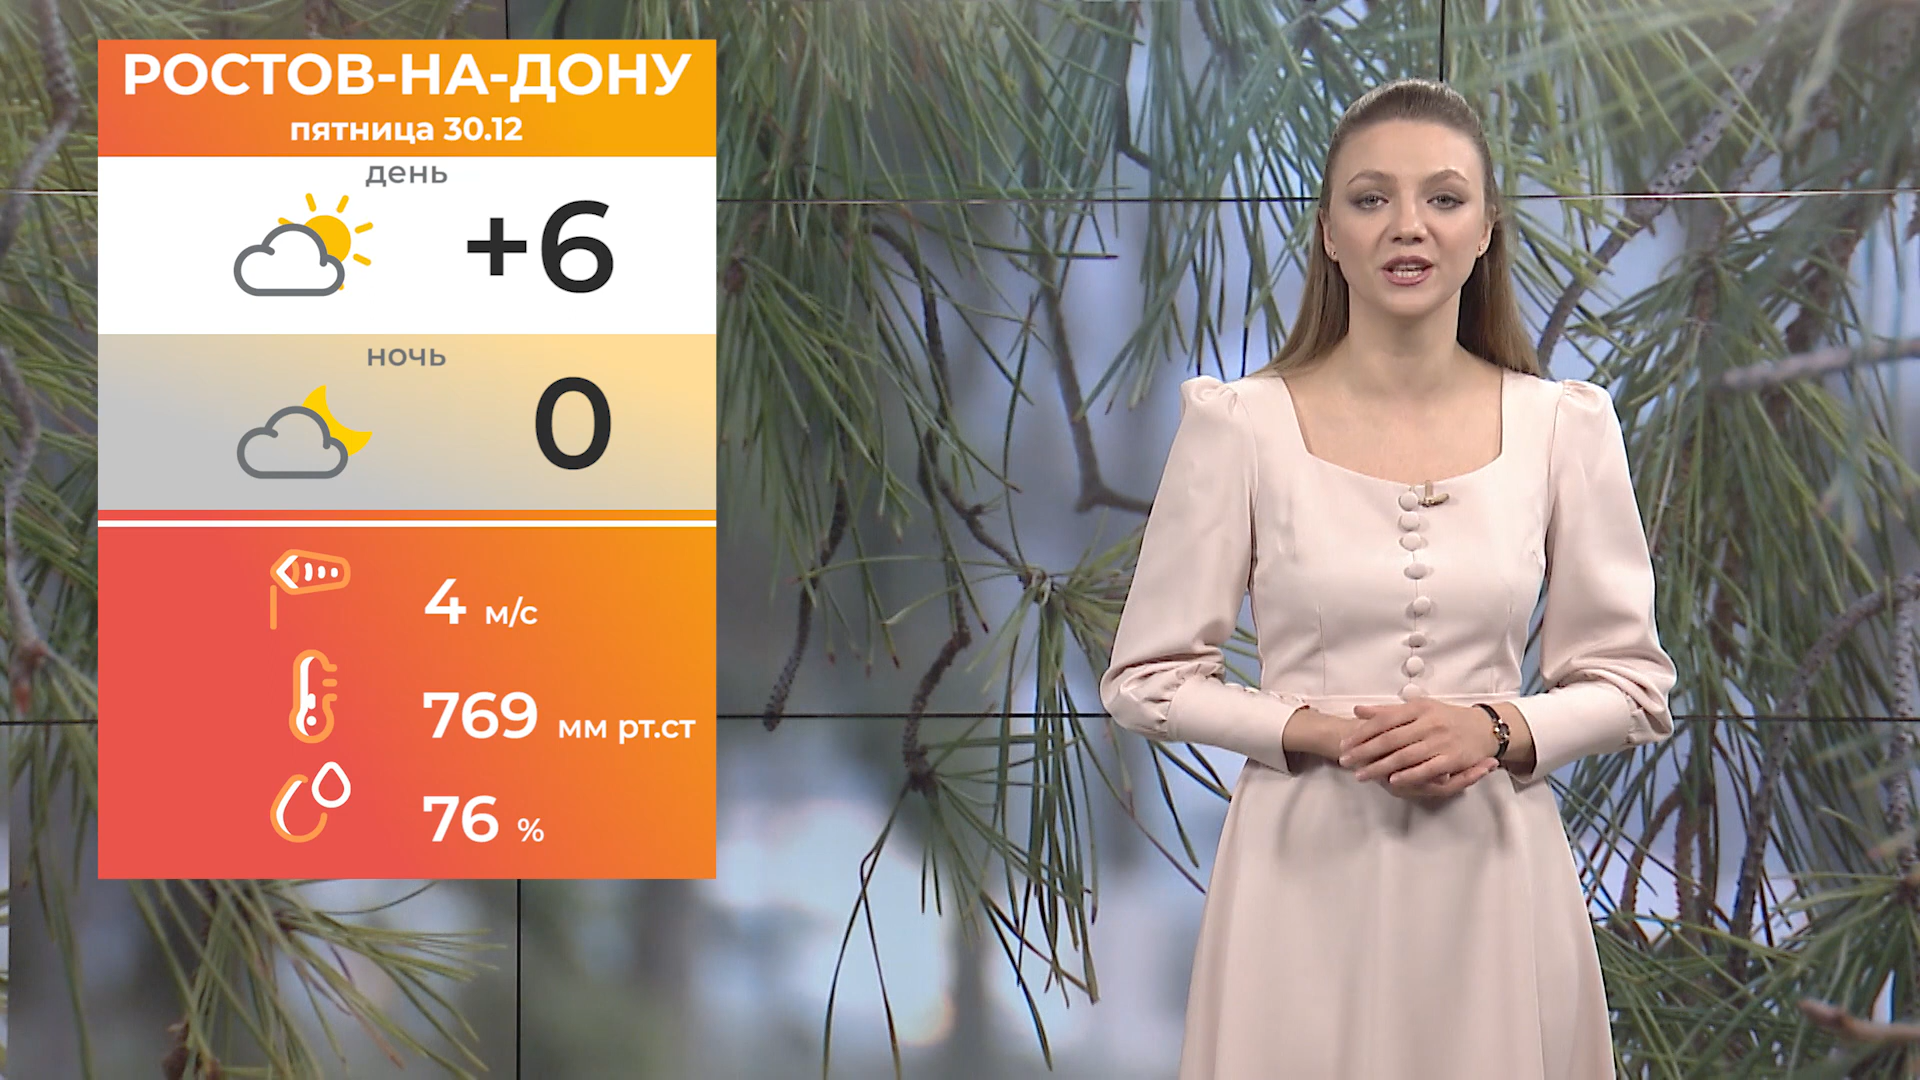 РОСТОВ-НА-ДОНУ
пятница 30.12
день
+6
ночь
0
4 м/с
769 мм рт.ст
76 %